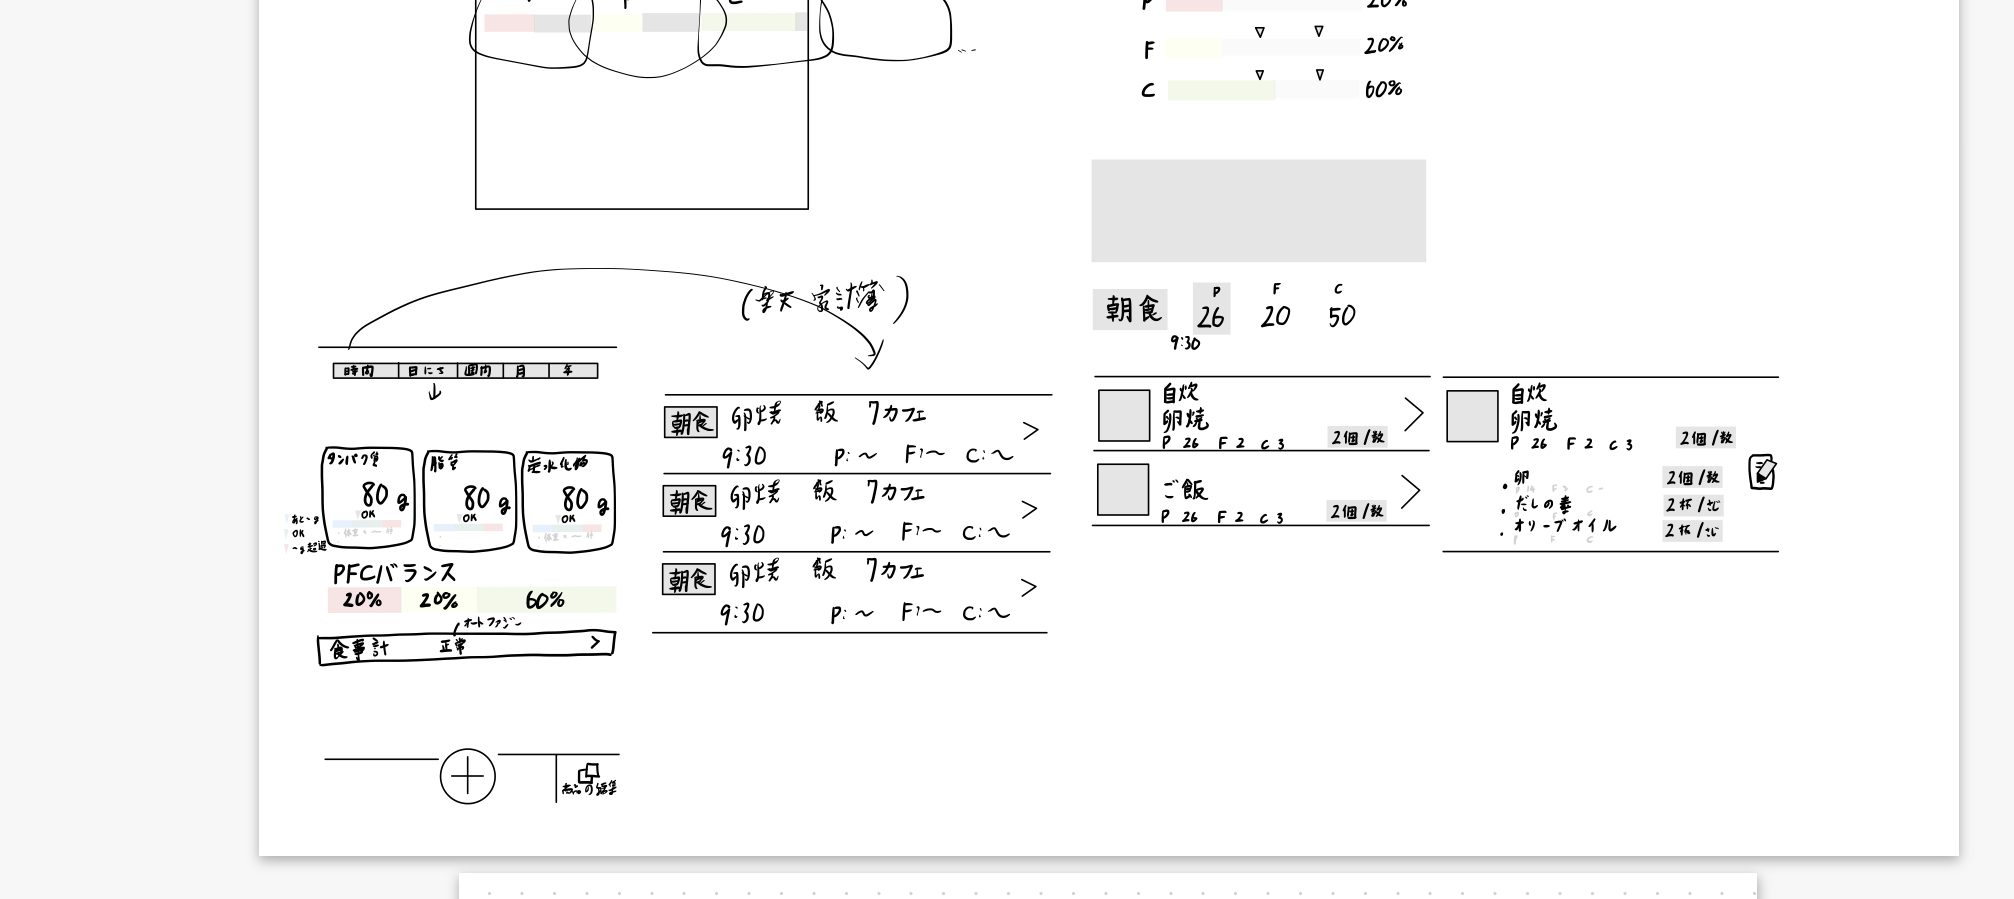 P 20%
F 20%
C 60%
(楽天 家計簿)
朝食
P F C
26 20 50
9:30
時間 日にち 週間 月 年
タンパク質 脂質 炭水化物
80g 80g 80g
OK OK OK
あと~g
OK
~g超過
PFCバランス
20% 20% 60%
オートファジー
食事計 正常 >
朝食 卵焼 飯 7カフェ >
9:30 P:~ F:~ C:~
朝食 卵焼 飯 7カフェ >
9:30 P:~ F:~ C:~
朝食 卵焼 飯 7カフェ >
9:30 P:~ F:~ C:~
自炊
卵焼
P 26 F 2 C 3 2個/数
ご飯
P 26 F 2 C 3 2個/数
自炊
卵焼
P 26 F 2 C 3 2個/数
・卵 2個/数
・だしの素 2杯/さじ
・オリーブオイル 2杯/さじ
P F C